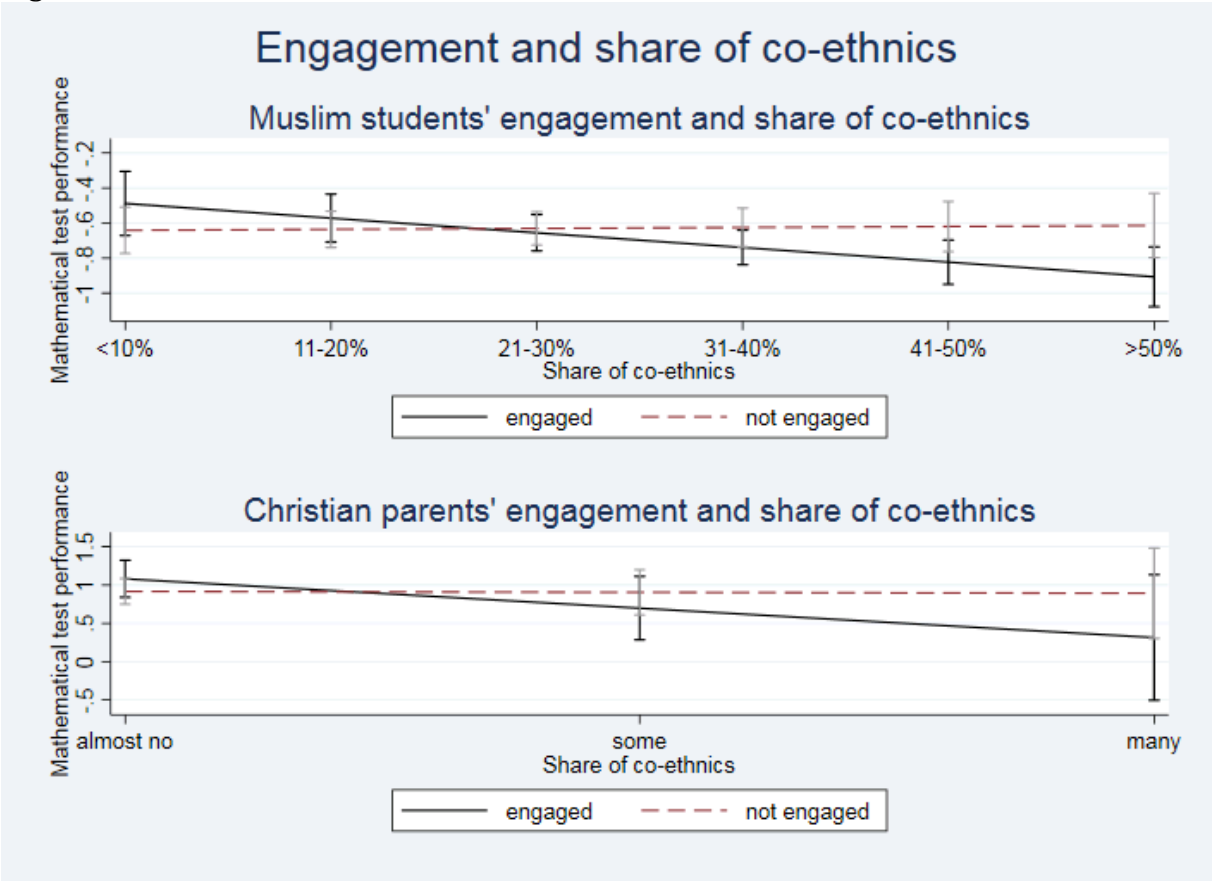 Engagement and share of co-ethnics
Muslim students' engagement and share of co-ethnics
Mathematical test performance
-.2
-.4
-.6
-.8
-1
<10% 11-20% 21-30% 31-40% 41-50% >50%
Share of co-ethnics
engaged not engaged
Christian parents' engagement and share of co-ethnics
Mathematical test performance
1.5
1
.5
0
-.5
almost no some many
Share of co-ethnics
engaged not engaged